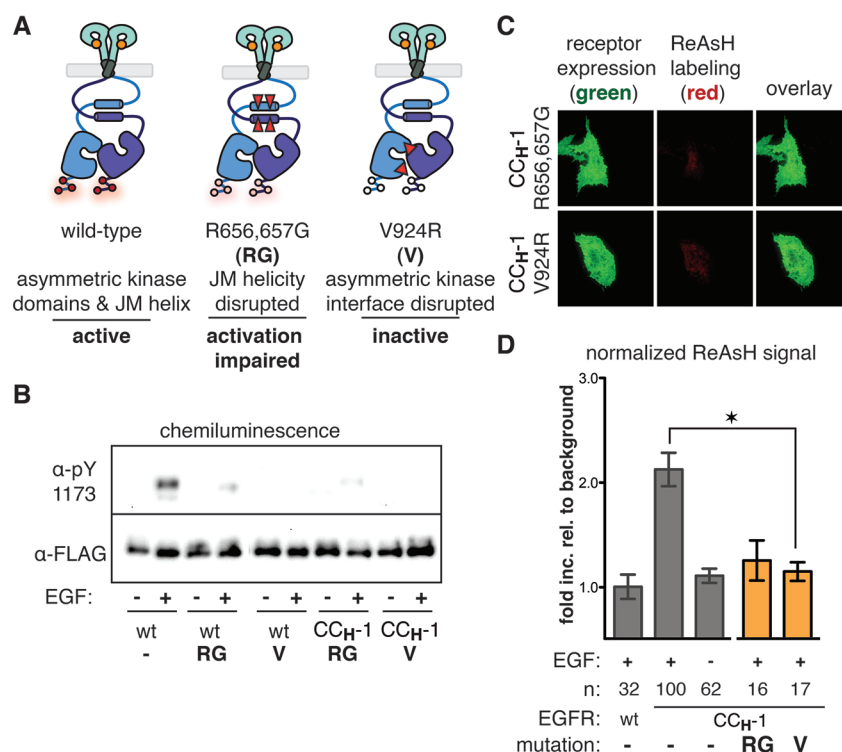 A
wild-type
R656,657G
(RG)
V924R
(V)
asymmetric kinase
domains & JM helix
JM helicity
disrupted
asymmetric kinase
interface disrupted
active
activation
impaired
inactive
B
chemiluminescence
α-pY
1173
α-FLAG
EGF: - + - + - + - + - +
wt wt wt CCH-1 CCH-1
- RG V RG V
C
receptor
expression
(green)
ReAsH
labeling
(red)
overlay
CCH-1
R656,657G
CCH-1
V924R
D
normalized ReAsH signal
fold inc. rel. to background
3.0
2.0
1.0
✶
EGF: + + - + +
n: 32 100 62 16 17
EGFR: wt CCH-1
mutation: - - - RG V